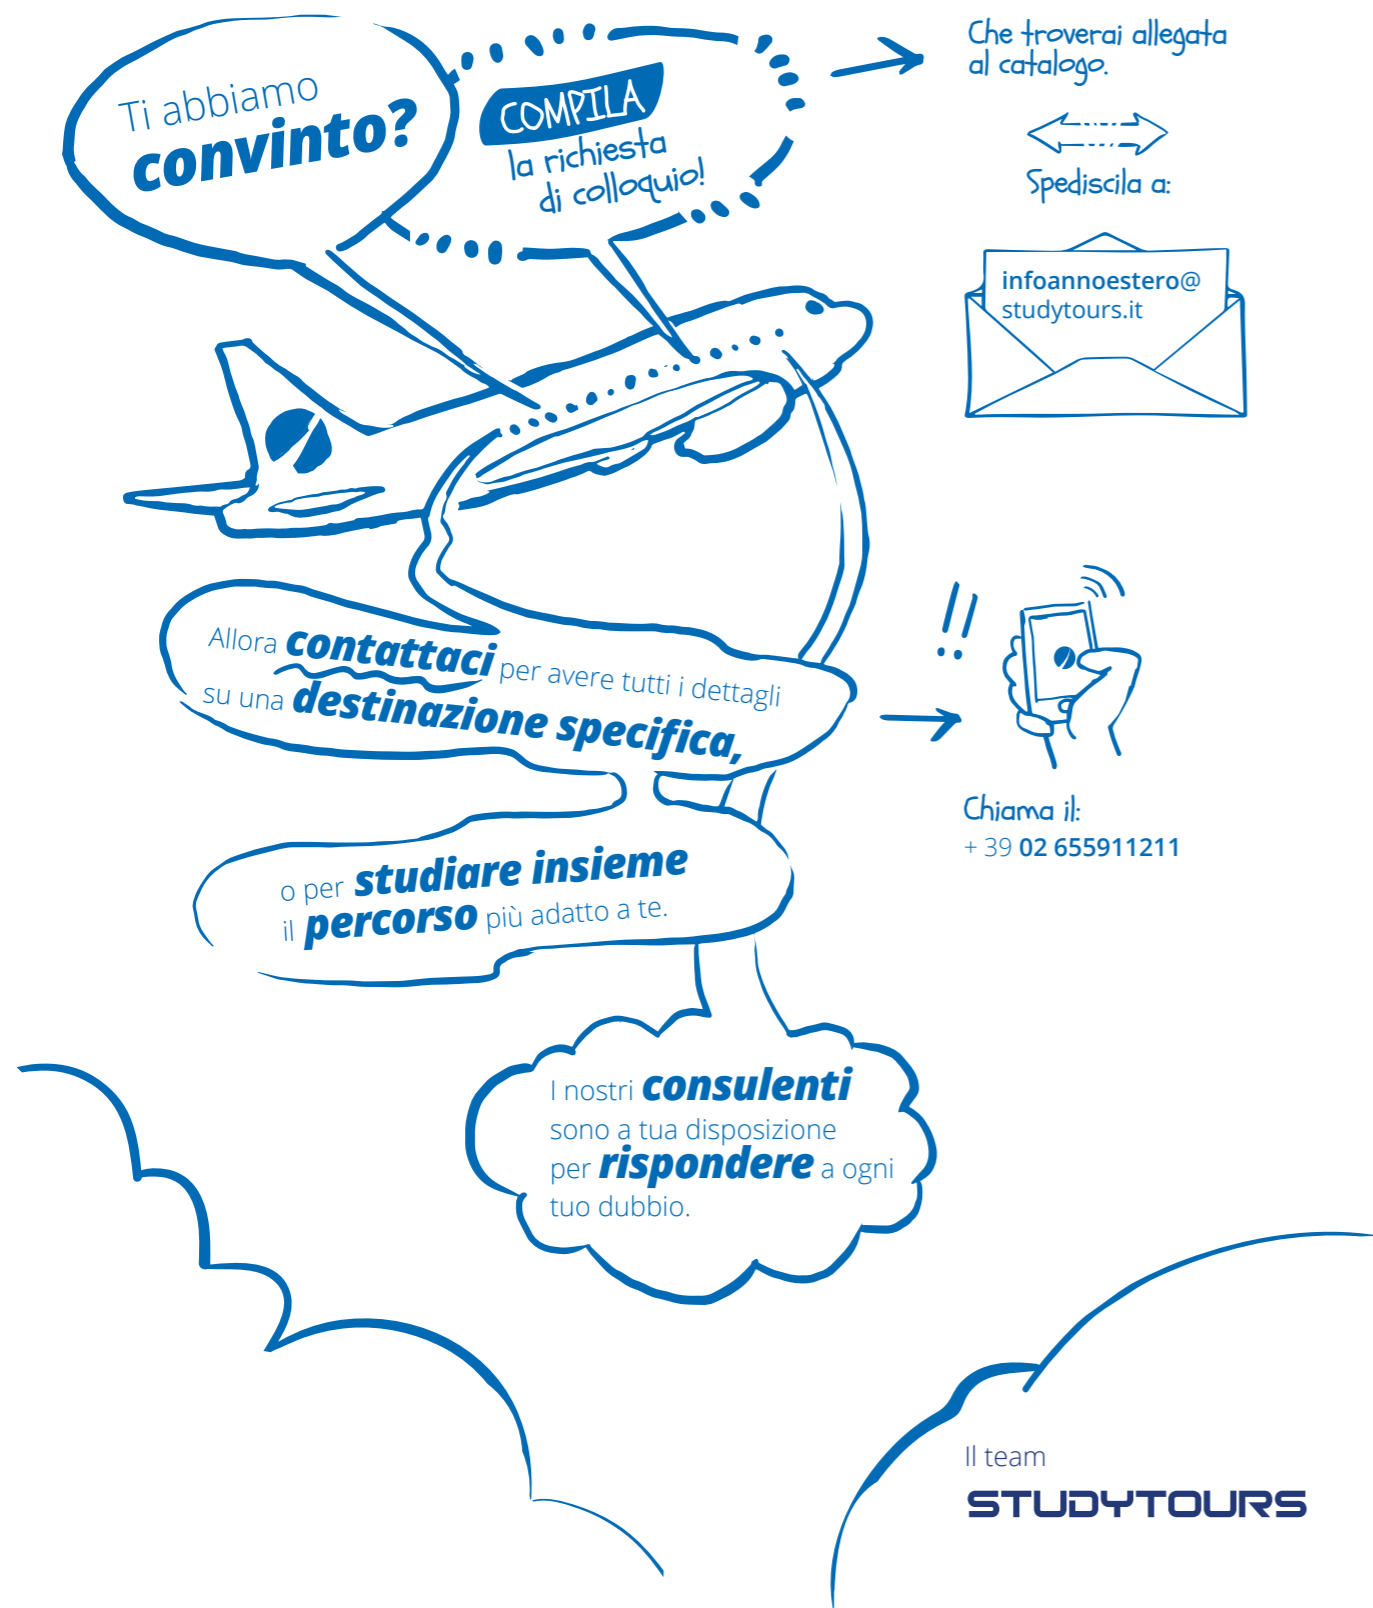 Ti abbiamo
convinto?
COMPILA
la richiesta
di colloquio!
Che troverai allegata
al catalogo.
Spediscila a:
infoannoestero@
studytours.it
Allora contattaci per avere tutti i dettagli
su una destinazione specifica,
Chiama il:
+ 39 02 655911211
o per studiare insieme
il percorso più adatto a te.
I nostri consulenti
sono a tua disposizione
per rispondere a ogni
tuo dubbio.
Il team
STUDYTOURS